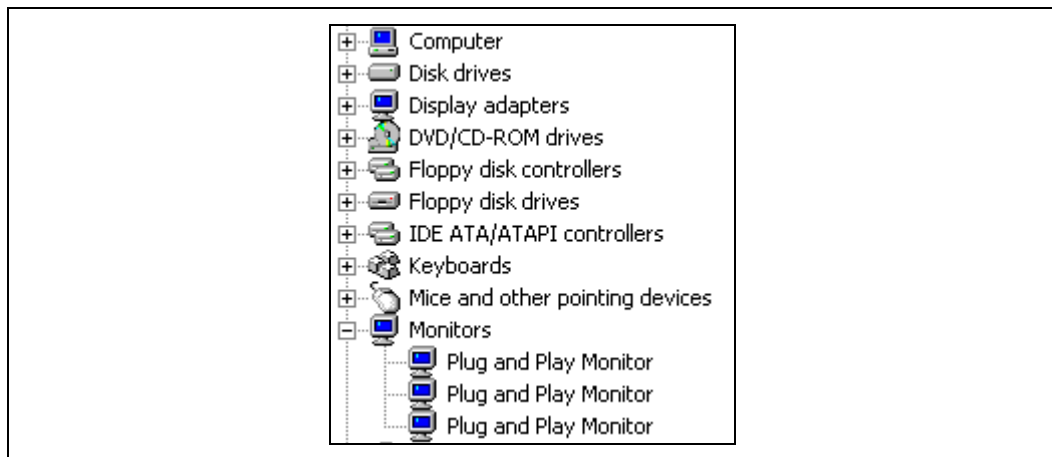 Computer
Disk drives
Display adapters
DVD/CD-ROM drives
Floppy disk controllers
Floppy disk drives
IDE ATA/ATAPI controllers
Keyboards
Mice and other pointing devices
Monitors
Plug and Play Monitor
Plug and Play Monitor
Plug and Play Monitor